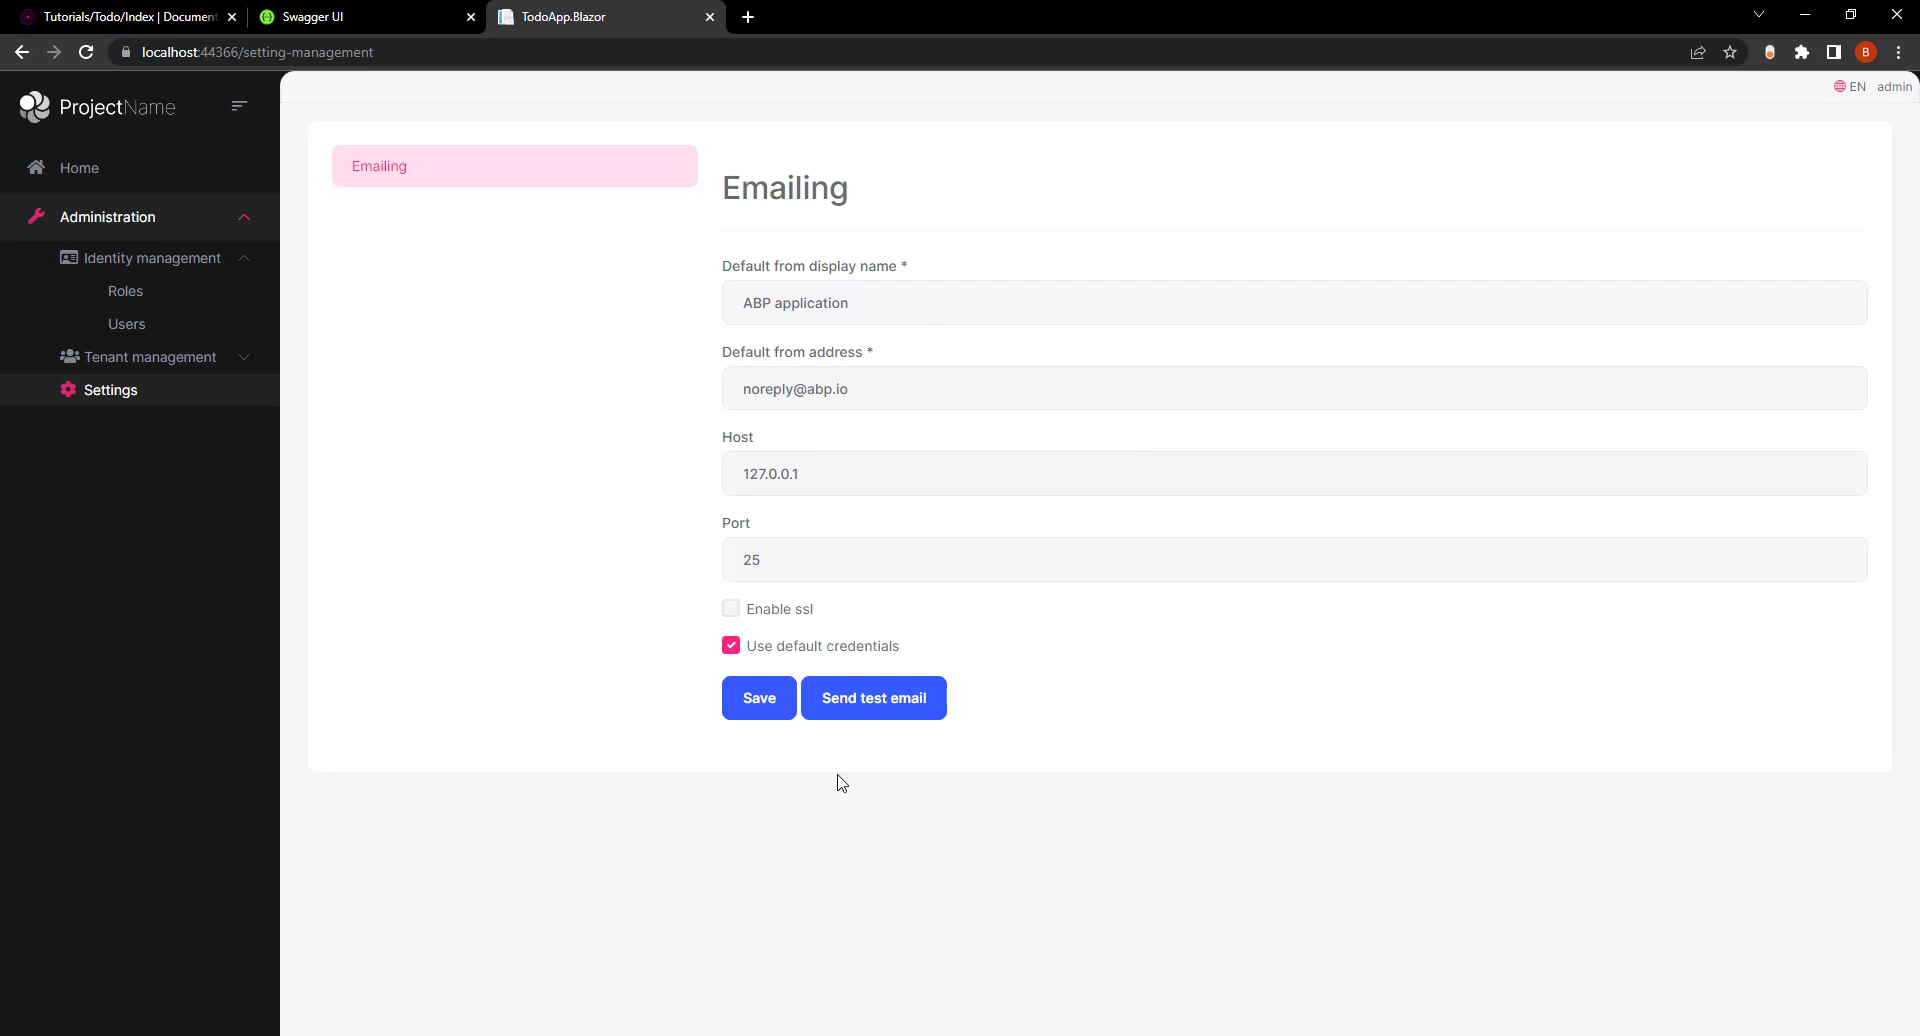 Tutorials/Todo/Index | Document
Swagger UI
TodoApp.Blazor
localhost:44366/setting-management
B
ProjectName
EN
admin
Home
Administration
Identity management
Roles
Users
Tenant management
Settings
Emailing
Emailing
Default from display name *
ABP application
Default from address *
noreply@abp.io
Host
127.0.0.1
Port
25
Enable ssl
Use default credentials
Save
Send test email